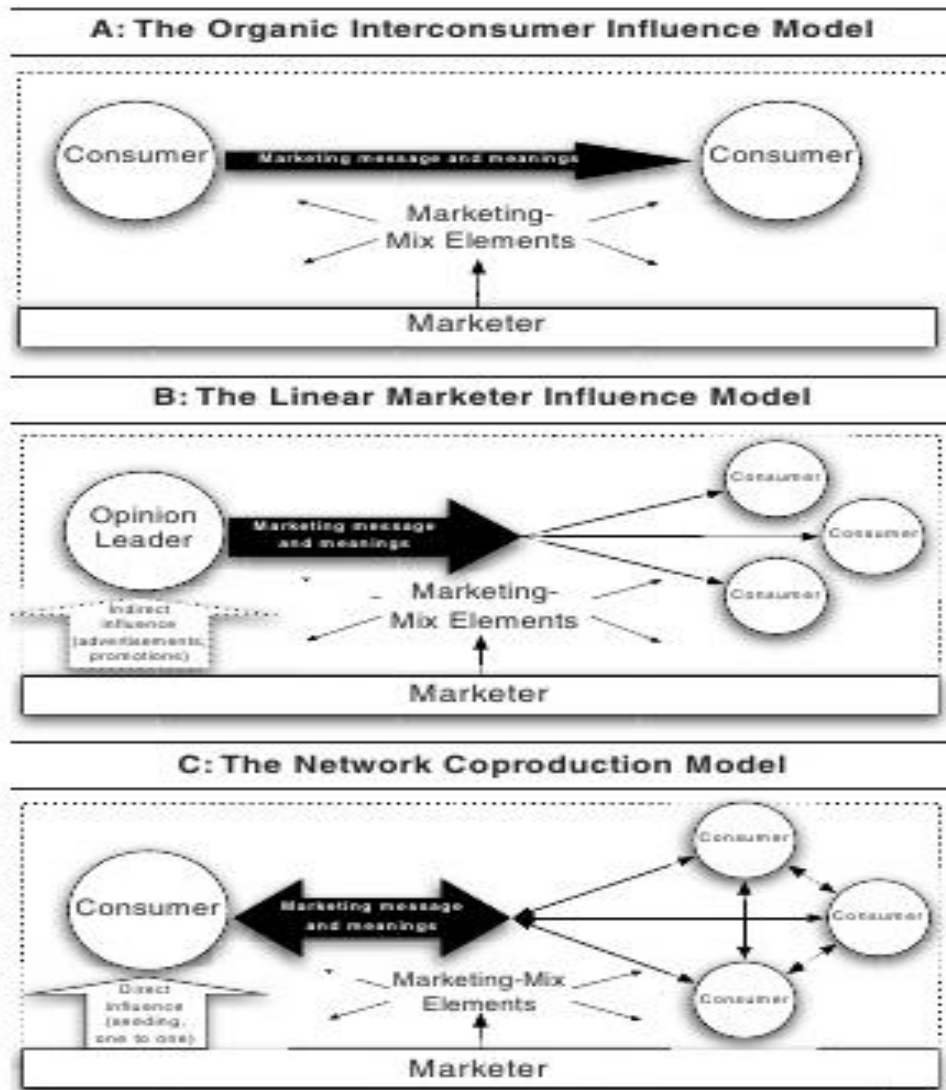 A: The Organic Interconsumer Influence Model
Consumer
Marketing message and meanings
Consumer
Marketing-
Mix Elements
Marketer
B: The Linear Marketer Influence Model
Opinion
Leader
Marketing message
and meanings
Consumer
Consumer
Consumer
Indirect
influence
(advertisements,
promotions)
Marketing-
Mix Elements
Marketer
C: The Network Coproduction Model
Consumer
Marketing message
and meanings
Consumer
Consumer
Consumer
Direct
influence
(seeding,
one to one)
Marketing-Mix
Elements
Marketer